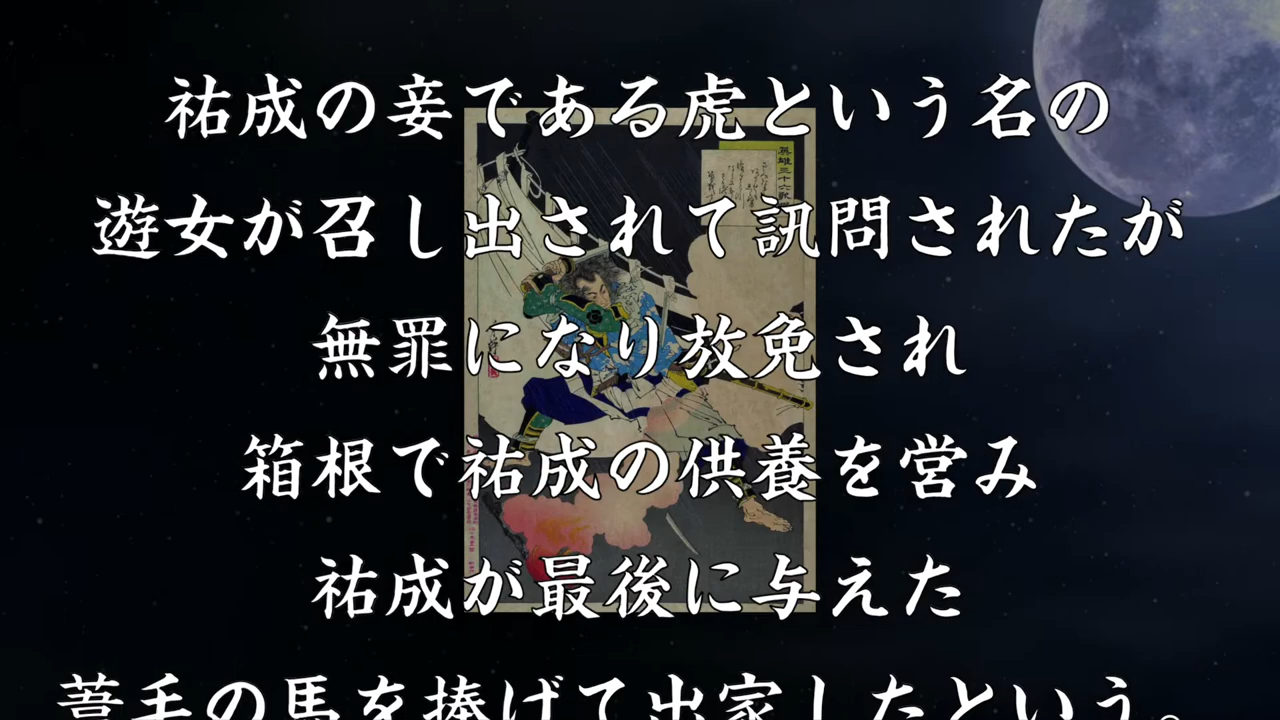 祐成の妾である虎という名の
遊女が召し出されて訊問されたが
無罪になり放免され
箱根で祐成の供養を営み
祐成が最後に与えた
葦毛の馬を捧げて出家したという。